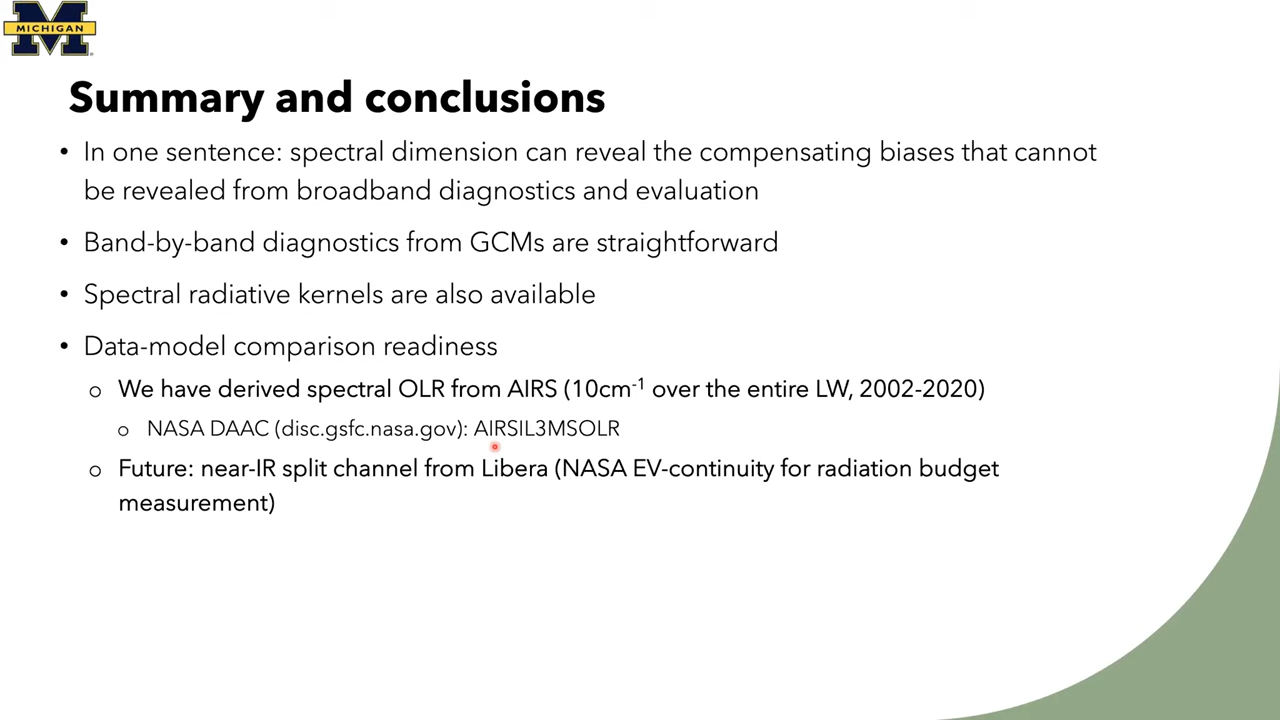 MICHIGAN
Summary and conclusions
• In one sentence: spectral dimension can reveal the compensating biases that cannot
be revealed from broadband diagnostics and evaluation
• Band-by-band diagnostics from GCMs are straightforward
• Spectral radiative kernels are also available
• Data-model comparison readiness
o We have derived spectral OLR from AIRS (10cm⁻¹ over the entire LW, 2002-2020)
o NASA DAAC (disc.gsfc.nasa.gov): AIRSIL3MSOLR
o Future: near-IR split channel from Libera (NASA EV-continuity for radiation budget
measurement)